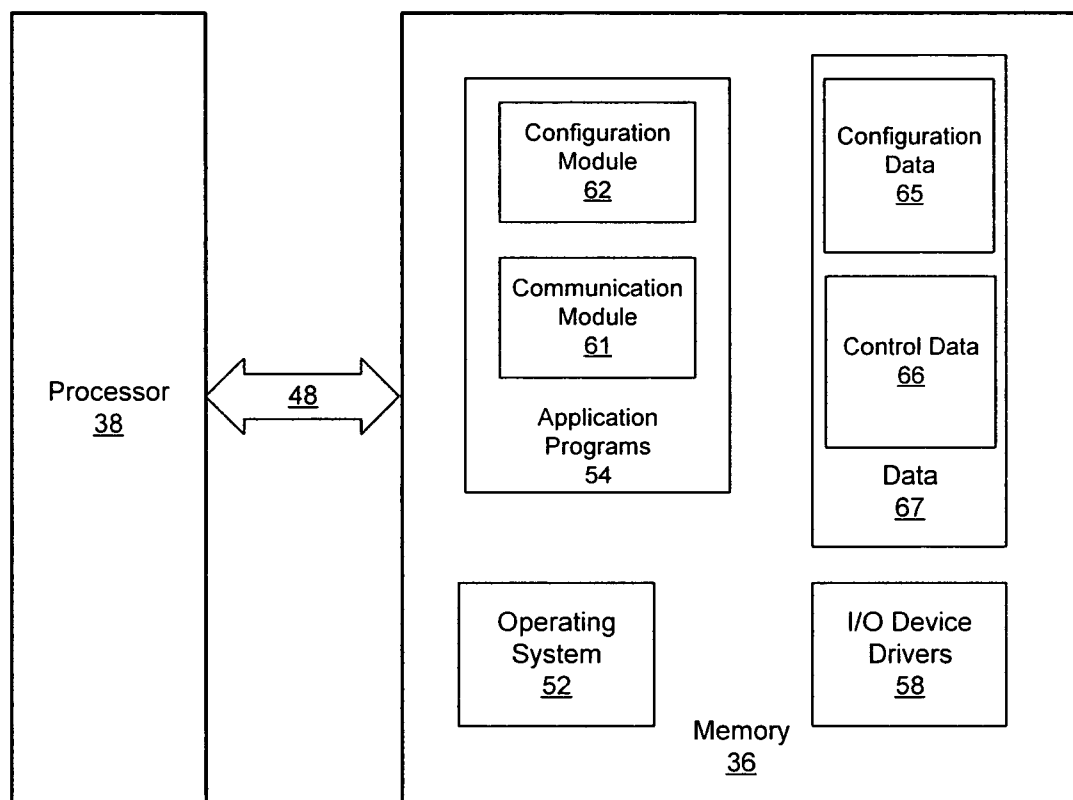 Processor
38
48
Configuration
Module
62
Communication
Module
61
Application
Programs
54
Configuration
Data
65
Control Data
66
Data
67
Operating
System
52
I/O Device
Drivers
58
Memory
36